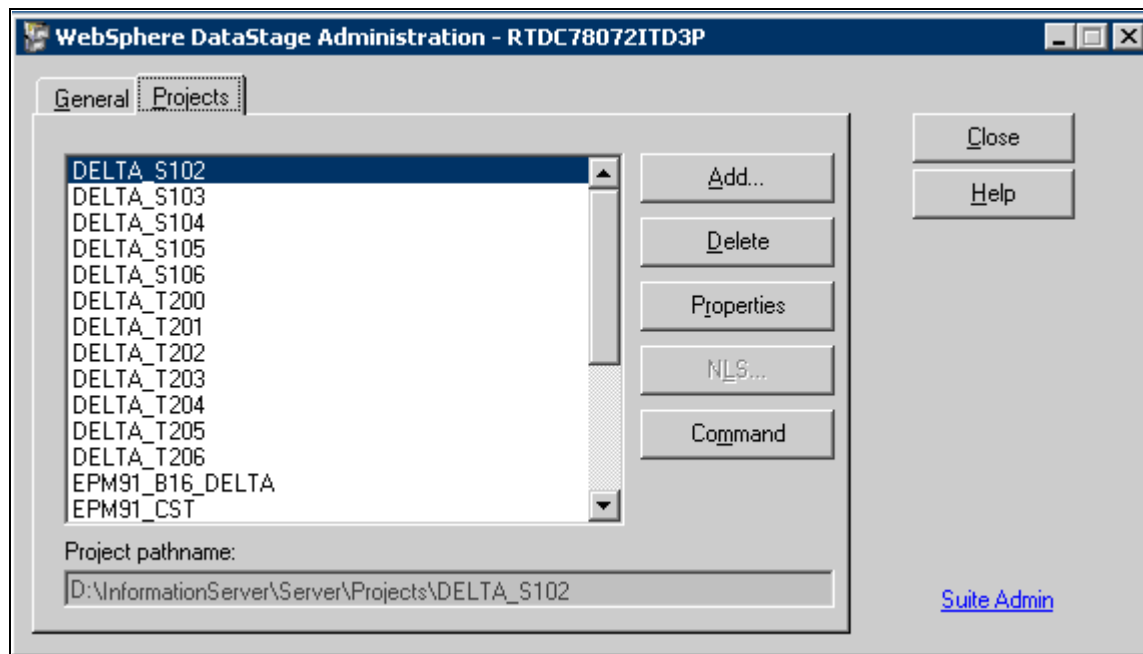 WebSphere DataStage Administration - RTDC78072ITD3P
General
Projects
DELTA_S102
DELTA_S103
DELTA_S104
DELTA_S105
DELTA_S106
DELTA_T200
DELTA_T201
DELTA_T202
DELTA_T203
DELTA_T204
DELTA_T205
DELTA_T206
EPM91_B16_DELTA
EPM91_CST
Add...
Delete
Properties
NLS...
Command
Close
Help
Project pathname:
D:\InformationServer\Server\Projects\DELTA_S102
Suite Admin